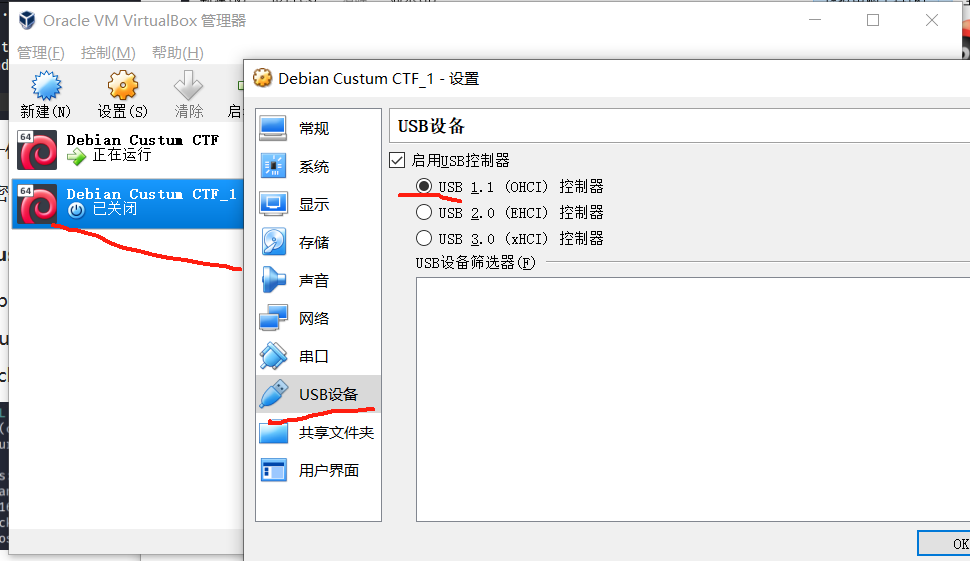 Oracle VM VirtualBox 管理器
管理(F) 控制(M) 帮助(H)
新建(N) 设置(S) 清除
64
Debian Custum CTF
正在运行
64
Debian Custum CTF_1
已关闭
Debian Custum CTF_1 - 设置
常规
系统
显示
存储
声音
网络
串口
USB设备
共享文件夹
用户界面
USB设备
启用USB控制器
USB 1.1 (OHCI) 控制器
USB 2.0 (EHCI) 控制器
USB 3.0 (xHCI) 控制器
USB设备筛选器(F)
OK